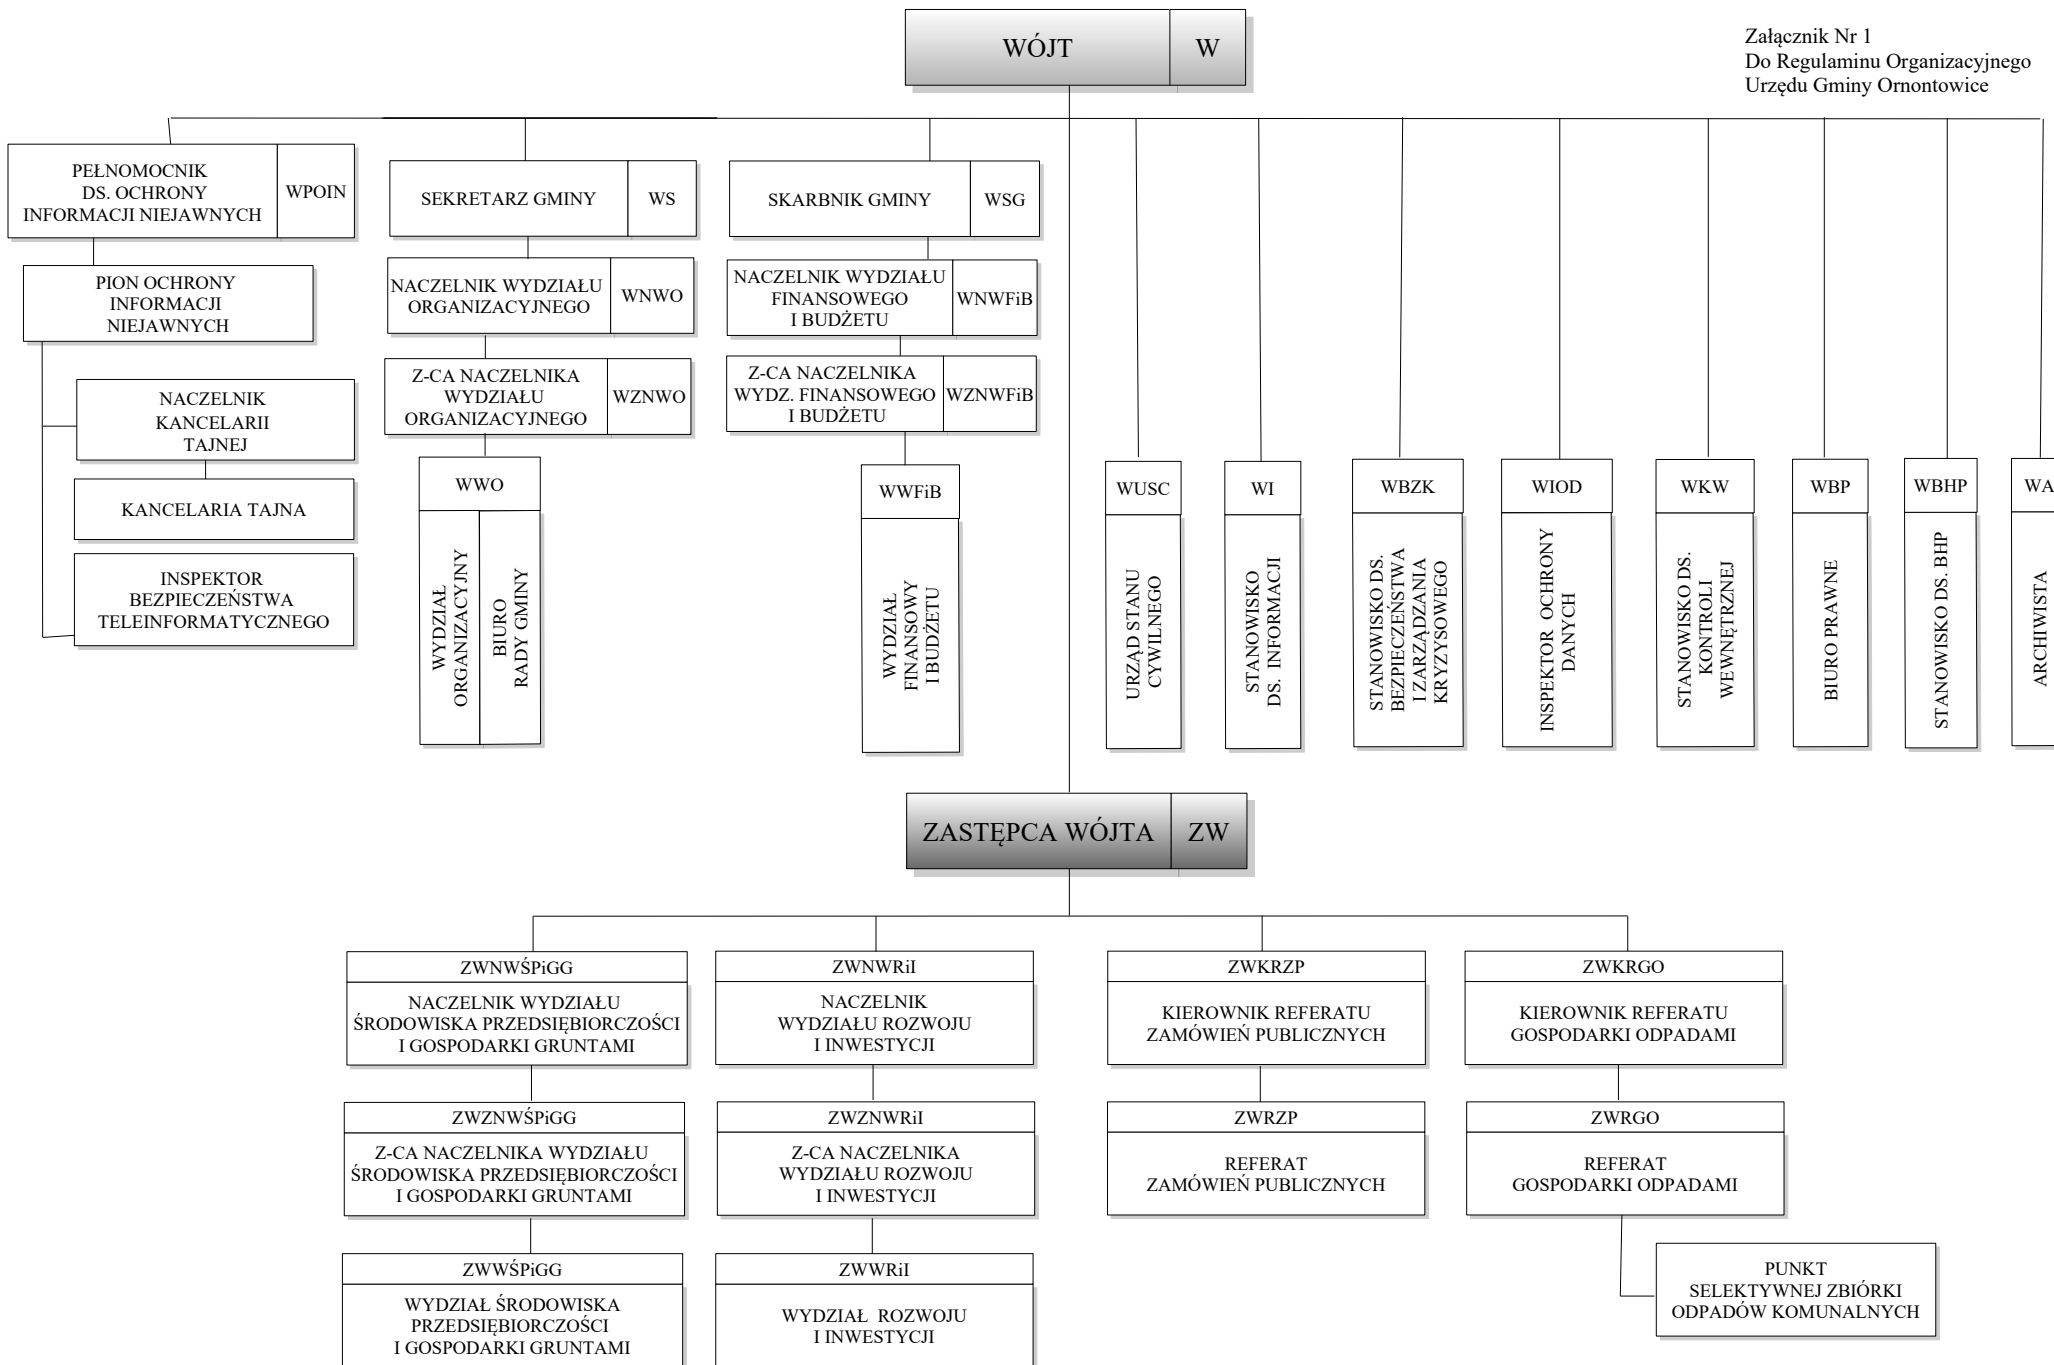 WÓJT
W
Załącznik Nr 1
Do Regulaminu Organizacyjnego
Urzędu Gminy Ornontowice
PEŁNOMOCNIK
DS. OCHRONY
INFORMACJI NIEJAWNYCH
WPOIN
SEKRETARZ GMINY
WS
SKARBNIK GMINY
WSG
PION OCHRONY
INFORMACJI
NIEJAWNYCH
NACZELNIK WYDZIAŁU
ORGANIZACYJNEGO
WNWO
NACZELNIK WYDZIAŁU
FINANSOWEGO
I BUDŻETU
WNWFiB
NACZELNIK
KANCELARII
TAJNEJ
Z-CA NACZELNIKA
WYDZIAŁU
ORGANIZACYJNEGO
WZNWO
Z-CA NACZELNIKA
WYDZ. FINANSOWEGO
I BUDŻETU
WZNWFiB
KANCELARIA TAJNA
INSPEKTOR
BEZPIECZEŃSTWA
TELEINFORMATYCZNEGO
WWO
WYDZIAŁ
ORGANIZACYJNY
BIURO
RADY GMINY
WWFiB
WYDZIAŁ
FINANSOWY
I BUDŻETU
WUSC
URZĄD STANU
CYWILNEGO
WI
STANOWISKO
DS. INFORMACJI
WBZK
STANOWISKO DS.
BEZPIECZEŃSTWA
I ZARZĄDZANIA
KRYZYSOWEGO
WIOD
INSPEKTOR OCHRONY
DANYCH
WKW
STANOWISKO DS.
KONTROLI
WEWNĘTRZNEJ
WBP
BIURO PRAWNE
WBHP
STANOWISKO DS. BHP
WA
ARCHIWISTA
ZASTĘPCA WÓJTA
ZW
ZWNWŚPiGG
NACZELNIK WYDZIAŁU
ŚRODOWISKA PRZEDSIĘBIORCZOŚCI
I GOSPODARKI GRUNTAMI
ZWNWRiI
NACZELNIK
WYDZIAŁU ROZWOJU
I INWESTYCJI
ZWKRZP
KIEROWNIK REFERATU
ZAMÓWIEŃ PUBLICZNYCH
ZWKRGO
KIEROWNIK REFERATU
GOSPODARKI ODPADAMI
ZWZNWŚPiGG
Z-CA NACZELNIKA WYDZIAŁU
ŚRODOWISKA PRZEDSIĘBIORCZOŚCI
I GOSPODARKI GRUNTAMI
ZWZNWRiI
Z-CA NACZELNIKA
WYDZIAŁU ROZWOJU
I INWESTYCJI
ZWRZP
REFERAT
ZAMÓWIEŃ PUBLICZNYCH
ZWRGO
REFERAT
GOSPODARKI ODPADAMI
ZWWŚPiGG
WYDZIAŁ ŚRODOWISKA
PRZEDSIĘBIORCZOŚCI
I GOSPODARKI GRUNTAMI
ZWWRiI
WYDZIAŁ ROZWOJU
I INWESTYCJI
PUNKT
SELEKTYWNEJ ZBIÓRKI
ODPADÓW KOMUNALNYCH